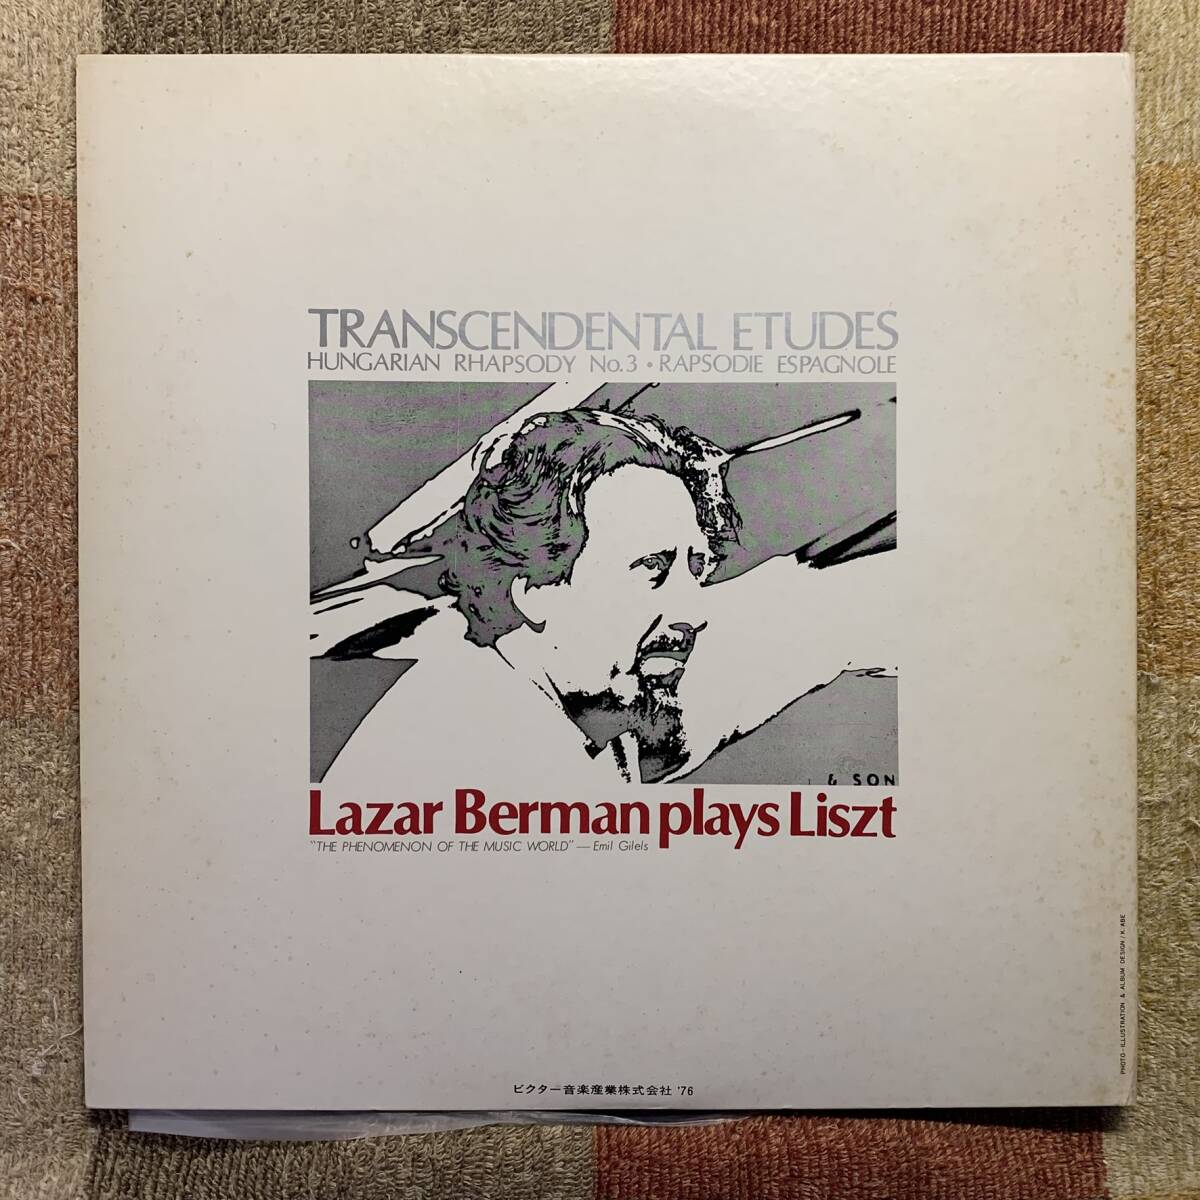 TRANSCENDENTAL ETUDES
HUNGARIAN RHAPSODY No.3 • RAPSODIE ESPAGNOLE
& SON
Lazar Berman plays Liszt
"THE PHENOMENON OF THE MUSIC WORLD" — Emil Gilels
PHOTO-ILLUSTRATION & ALBUM DESIGN / K. ABE
ビクター音楽産業株式会社 '76